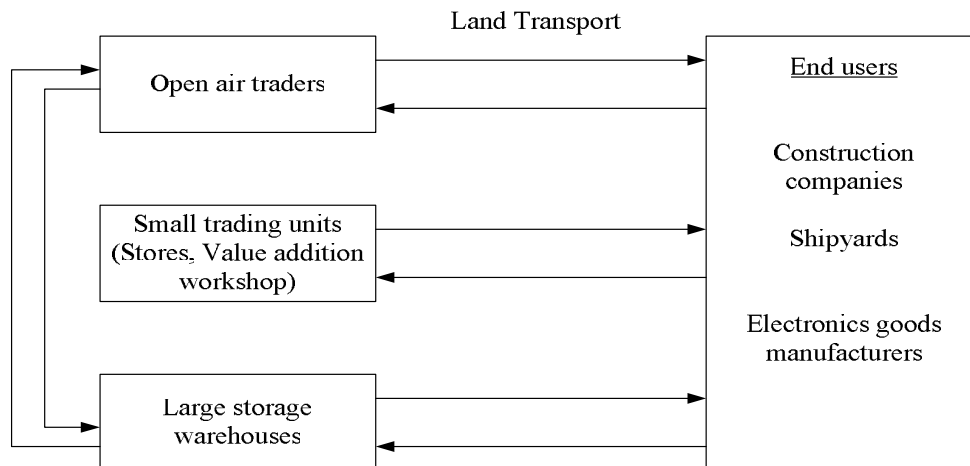 Land Transport
Open air traders
End users
Construction
companies
Small trading units
(Stores, Value addition
workshop)
Shipyards
Electronics goods
manufacturers
Large storage
warehouses